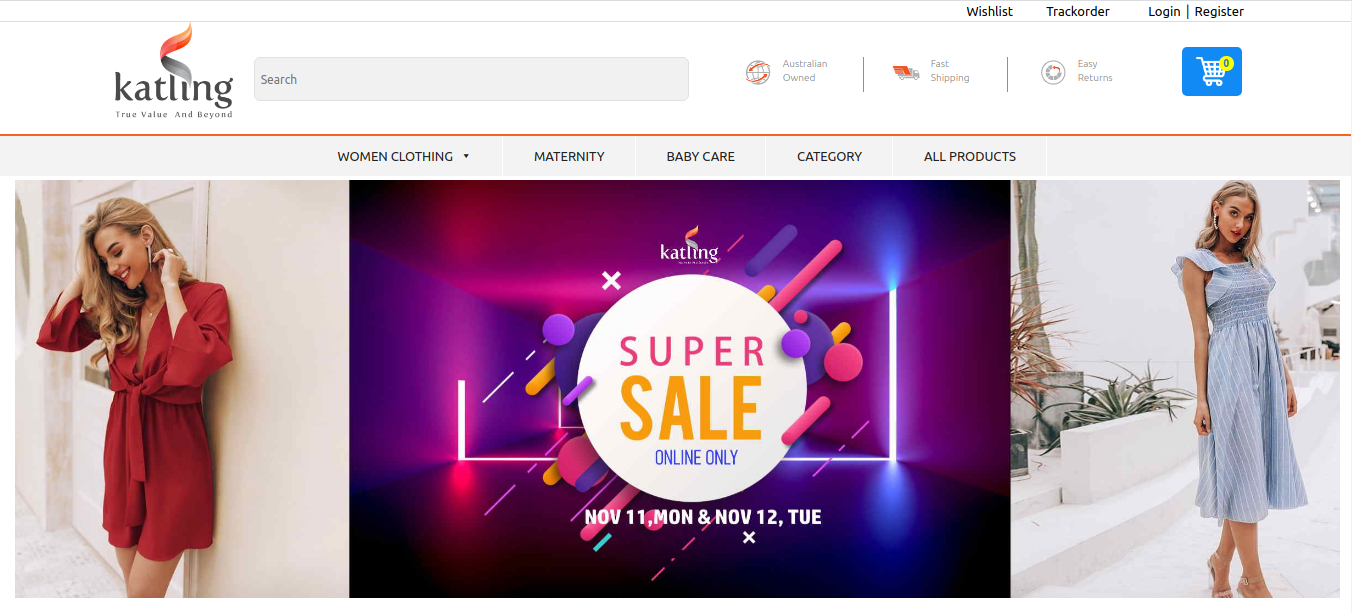 Wishlist
Trackorder
Login | Register
katling
True Value And Beyond
Search
Australian
Owned
Fast
Shipping
Easy
Returns
0
WOMEN CLOTHING
MATERNITY
BABY CARE
CATEGORY
ALL PRODUCTS
katling
SUPER
SALE
ONLINE ONLY
NOV 11,MON & NOV 12, TUE